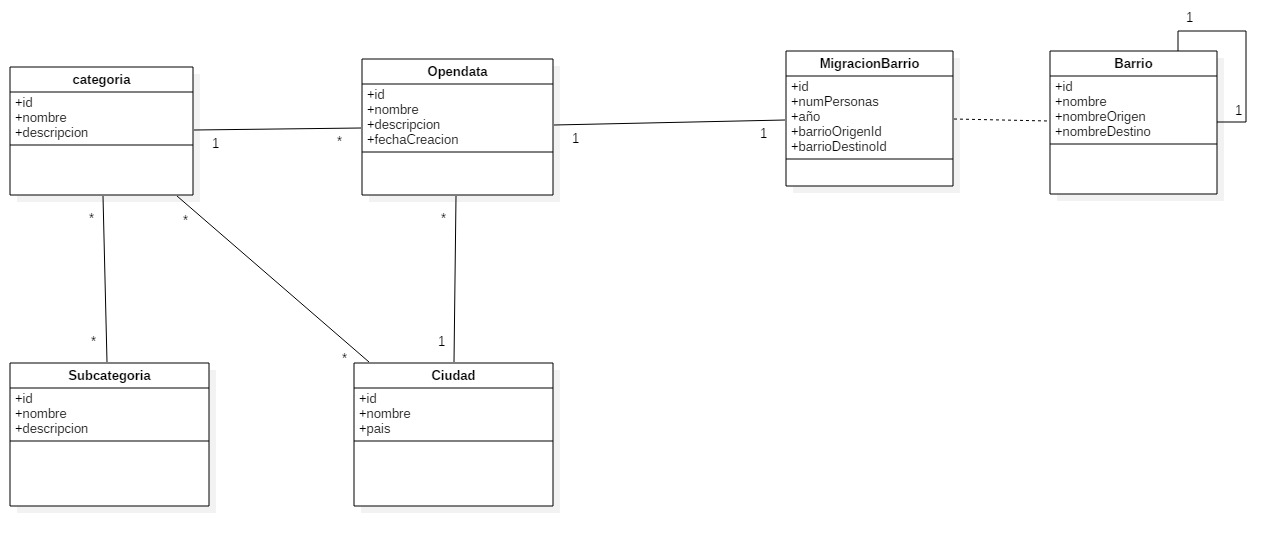 categoria
+id
+nombre
+descripcion
1
*
Opendata
+id
+nombre
+descripcion
+fechaCreacion
1
1
MigracionBarrio
+id
+numPersonas
+año
+barrioOrigenId
+barrioDestinoId
1
1
Barrio
+id
+nombre
+nombreOrigen
+nombreDestino
*
*
*
*
*
1
Subcategoria
+id
+nombre
+descripcion
Ciudad
+id
+nombre
+pais